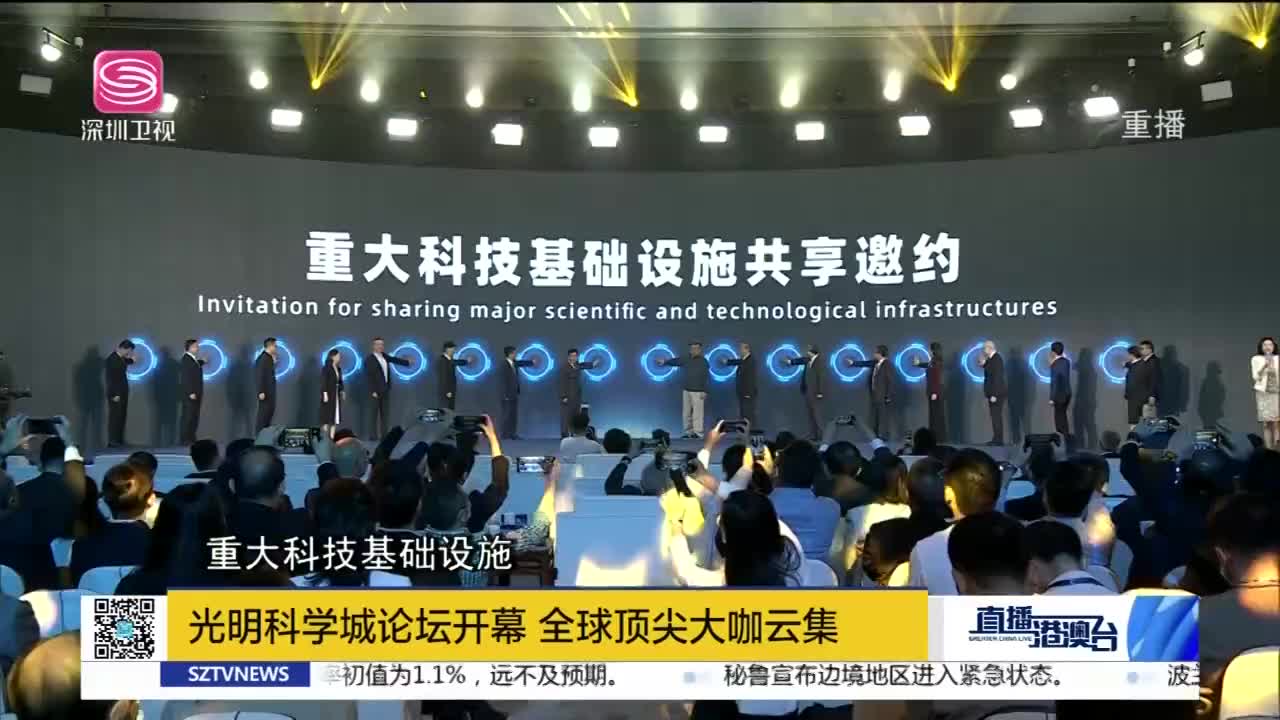 深圳卫视
重播
重大科技基础设施共享邀约
Invitation for sharing major scientific and technological infrastructures
重大科技基础设施
光明科学城论坛开幕 全球顶尖大咖云集
直播港澳台
GREATER CHINA LIVE
SZTVNEWS
率初值为1.1%，远不及预期。 秘鲁宣布边境地区进入紧急状态。 波